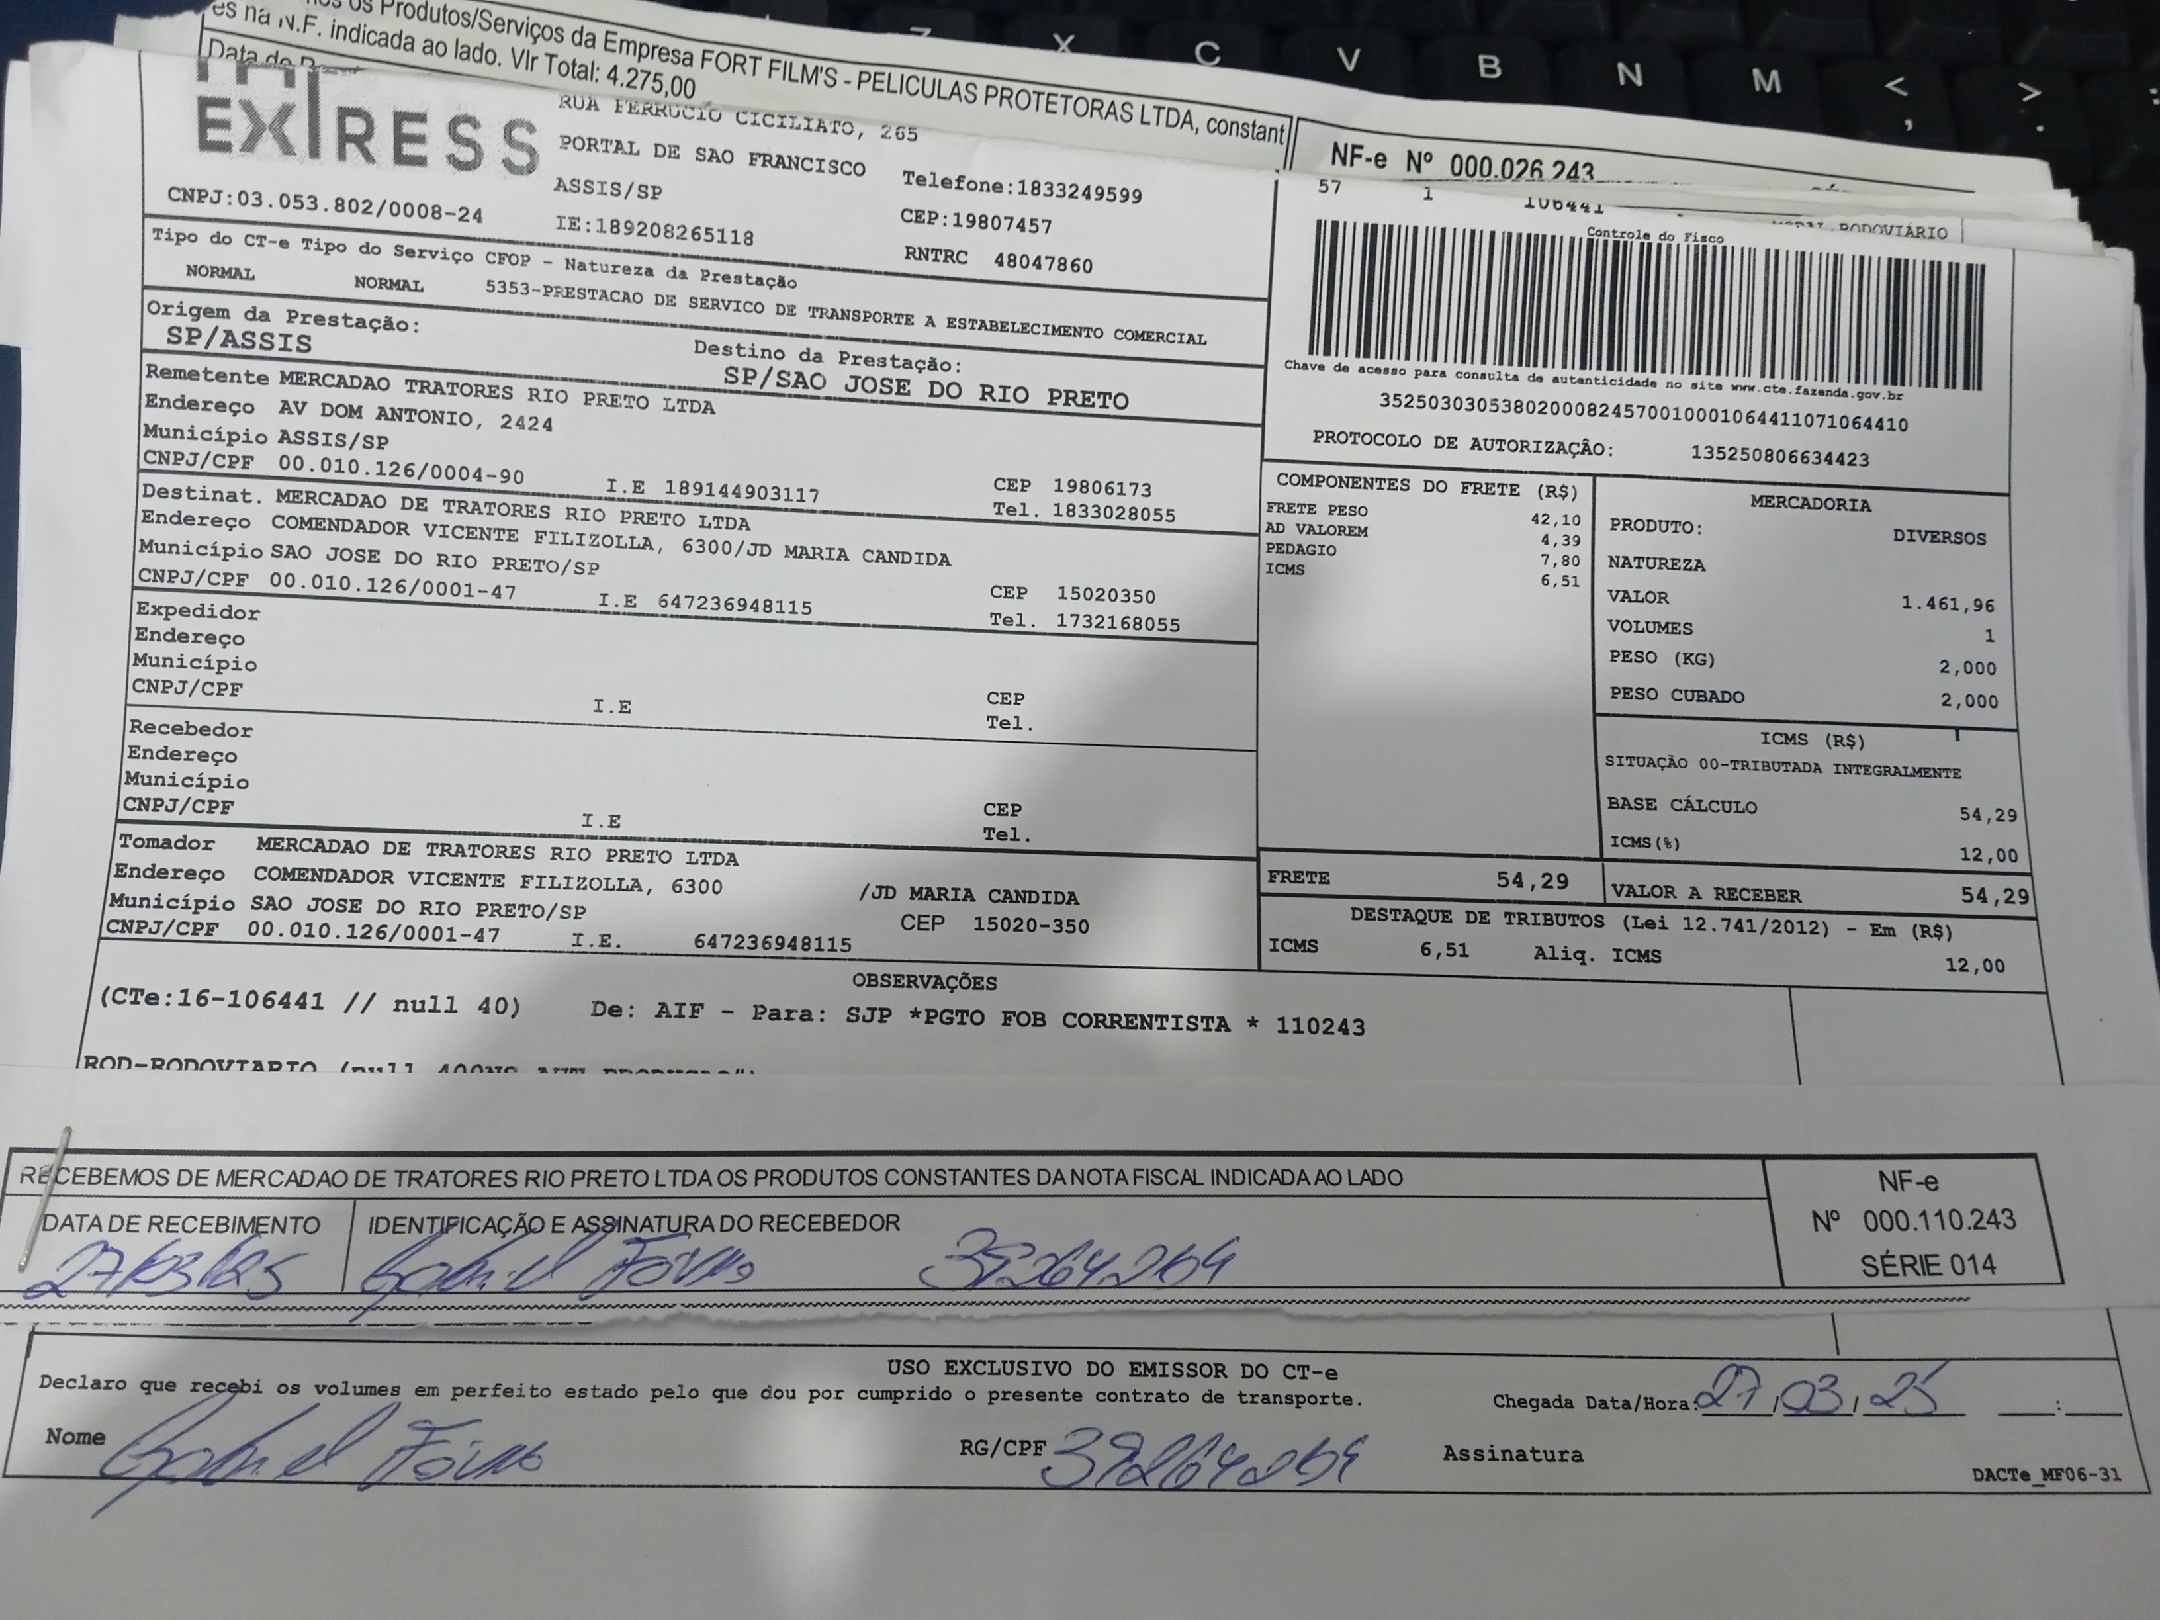 os Produtos/Serviços da Empresa FORT FILM'S - PELICULAS PROTETORAS LTDA, constant
es na N.F. indicada ao lado. Vlr Total: 4.275,00
NF-e Nº 000.026.243
EXPRESS
RUA FERRUCIO CICILIATO, 265
PORTAL DE SAO FRANCISCO
Telefone:1833249599
ASSIS/SP
CEP:19807457
CNPJ:03.053.802/0008-24
IE:189208265118
RNTRC 48047860
57 1 106441
RODOVIÁRIO
Controle do Fisco
Tipo do CT-e Tipo do Serviço CFOP - Natureza da Prestação
NORMAL NORMAL 5353-PRESTACAO DE SERVICO DE TRANSPORTE A ESTABELECIMENTO COMERCIAL
Origem da Prestação:
SP/ASSIS
Destino da Prestação:
SP/SAO JOSE DO RIO PRETO
Chave de acesso para consulta de autenticidade no site www.cte.fazenda.gov.br
35250303053802000824570010001064411071064410
PROTOCOLO DE AUTORIZAÇÃO: 135250806634423
Remetente MERCADAO TRATORES RIO PRETO LTDA
Endereço AV DOM ANTONIO, 2424
Município ASSIS/SP
CEP 19806173
CNPJ/CPF 00.010.126/0004-90 I.E 189144903117
Tel. 1833028055
Destinat. MERCADAO DE TRATORES RIO PRETO LTDA
Endereço COMENDADOR VICENTE FILIZOLLA, 6300/JD MARIA CANDIDA
Município SAO JOSE DO RIO PRETO/SP
CEP 15020350
CNPJ/CPF 00.010.126/0001-47 I.E 647236948115
Tel. 1732168055
Expedidor
Endereço
Município
CEP
CNPJ/CPF I.E
Tel.
Recebedor
Endereço
Município
CEP
CNPJ/CPF I.E
Tel.
Tomador MERCADAO DE TRATORES RIO PRETO LTDA
Endereço COMENDADOR VICENTE FILIZOLLA, 6300 /JD MARIA CANDIDA
Município SAO JOSE DO RIO PRETO/SP CEP 15020-350
CNPJ/CPF 00.010.126/0001-47 I.E. 647236948115
COMPONENTES DO FRETE (R$)
FRETE PESO 42,10
AD VALOREM 4,39
PEDAGIO 7,80
ICMS 6,51
MERCADORIA
PRODUTO: DIVERSOS
NATUREZA
VALOR 1.461,96
VOLUMES 1
PESO (KG) 2,000
PESO CUBADO 2,000
ICMS (R$)
SITUAÇÃO 00-TRIBUTADA INTEGRALMENTE
BASE CÁLCULO 54,29
ICMS(%) 12,00
FRETE 54,29
VALOR A RECEBER 54,29
DESTAQUE DE TRIBUTOS (Lei 12.741/2012) - Em (R$)
ICMS 6,51 Aliq. ICMS 12,00
OBSERVAÇÕES
(CTe:16-106441 // null 40) De: AIF - Para: SJP *PGTO FOB CORRENTISTA * 110243
ROD-RODOVIARIO (null
RECEBEMOS DE MERCADAO DE TRATORES RIO PRETO LTDA OS PRODUTOS CONSTANTES DA NOTA FISCAL INDICADA AO LADO
DATA DE RECEBIMENTO
IDENTIFICAÇÃO E ASSINATURA DO RECEBEDOR
27/03/25 Gabriel
NF-e
Nº 000.110.243
SÉRIE 014
USO EXCLUSIVO DO EMISSOR DO CT-e
Declaro que recebi os volumes em perfeito estado pelo que dou por cumprido o presente contrato de transporte.
Chegada Data/Hora: 27/03/25 __:__
Nome Gabriel
RG/CPF
Assinatura
DACTe_MF06-31